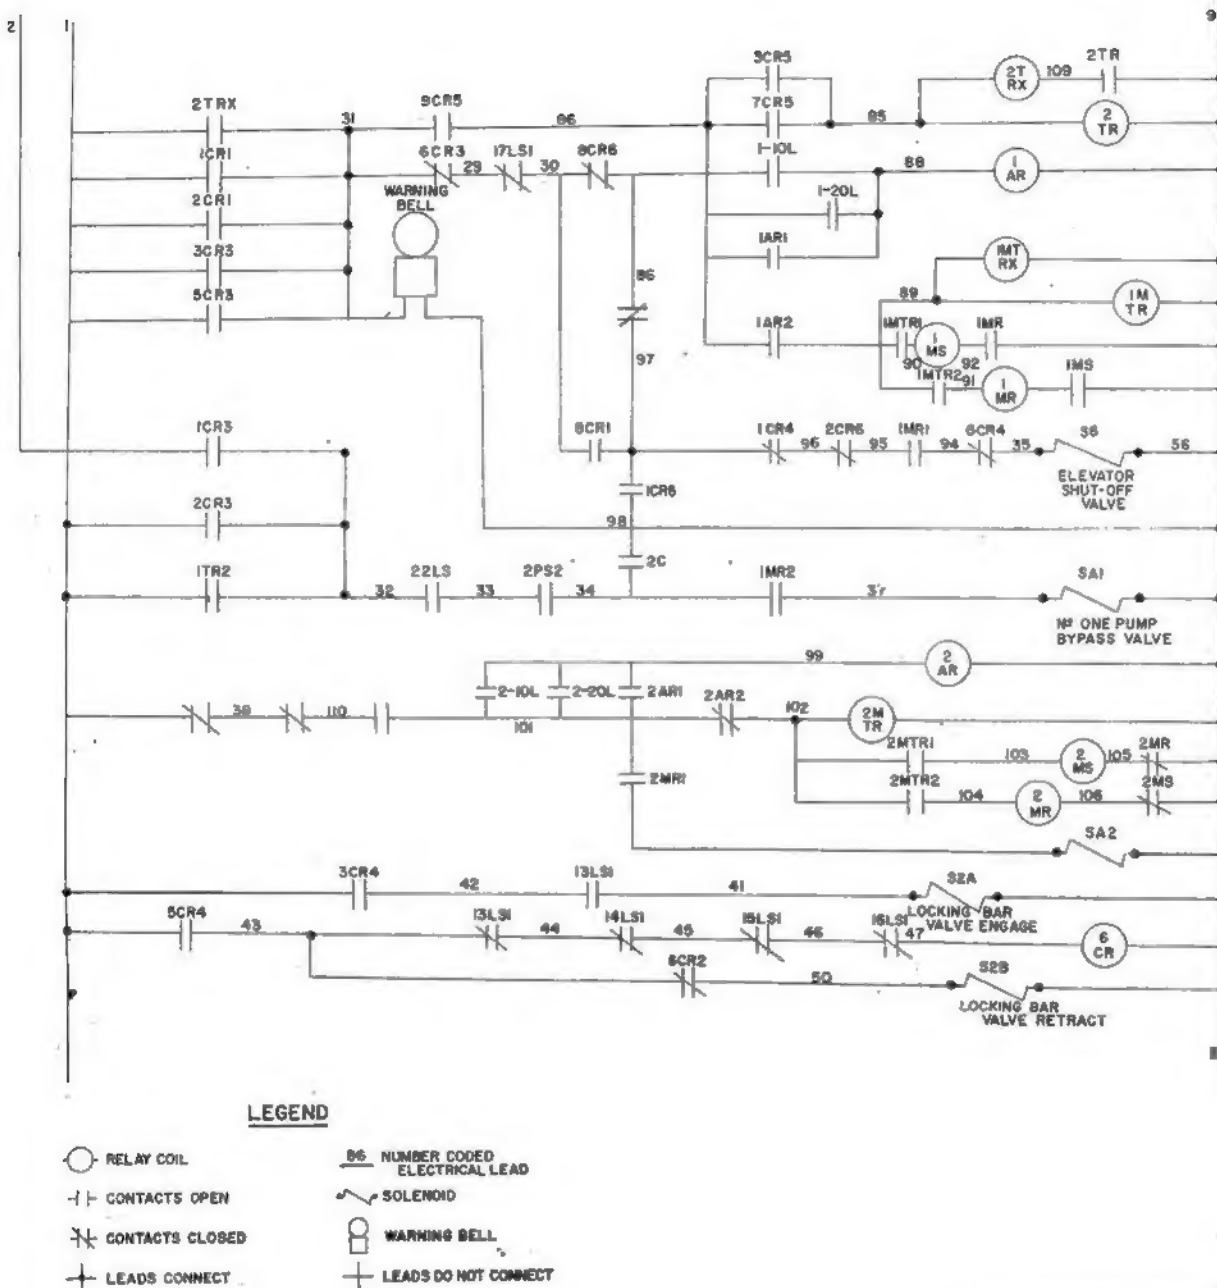 2 1 9
3CR5
2T RX 109 2TR
2TRX 31 9CR5 86 7CR5 85 2 TR
1CR1 6CR3 29 17LS1 30 8CR6 1-10L 88 1 AR
WARNING BELL
2CR1 1-20L
3CR3 1AR1 1MT RX
86
5CR3 89 1M TR
1AR2 1MTR1 1 MS 1MR
97 90 92
1MTR2 91 1 MR 1MS
1CR3 8CR1 1CR4 96 2CR6 95 1MR1 94 6CR4 35 S6 56
ELEVATOR
SHUT-OFF
VALVE
1CR6
2CR3 98
2C
1TR2 32 22LS 33 2PS2 34 1MR2 37 SA1
Nº ONE PUMP
BYPASS VALVE
99 2 AR
2-10L 2-20L 2AR1 2AR2
38 110 101 102 2M TR
2MTR1 103 2 MS 105 2MR
2MR1 2MTR2 104 2 MR 106 2MS
SA2
3CR4 42 13LS1 41 S2A
LOCKING BAR
VALVE ENGAGE
5CR4 43 13LS1 44 14LS1 45 15LS1 46 16LS1 47 6 CR
6CR2 50 S2B
LOCKING BAR
VALVE RETRACT
LEGEND
RELAY COIL
86 NUMBER CODED
ELECTRICAL LEAD
CONTACTS OPEN
SOLENOID
CONTACTS CLOSED
WARNING BELL
LEADS CONNECT
LEADS DO NOT CONNECT